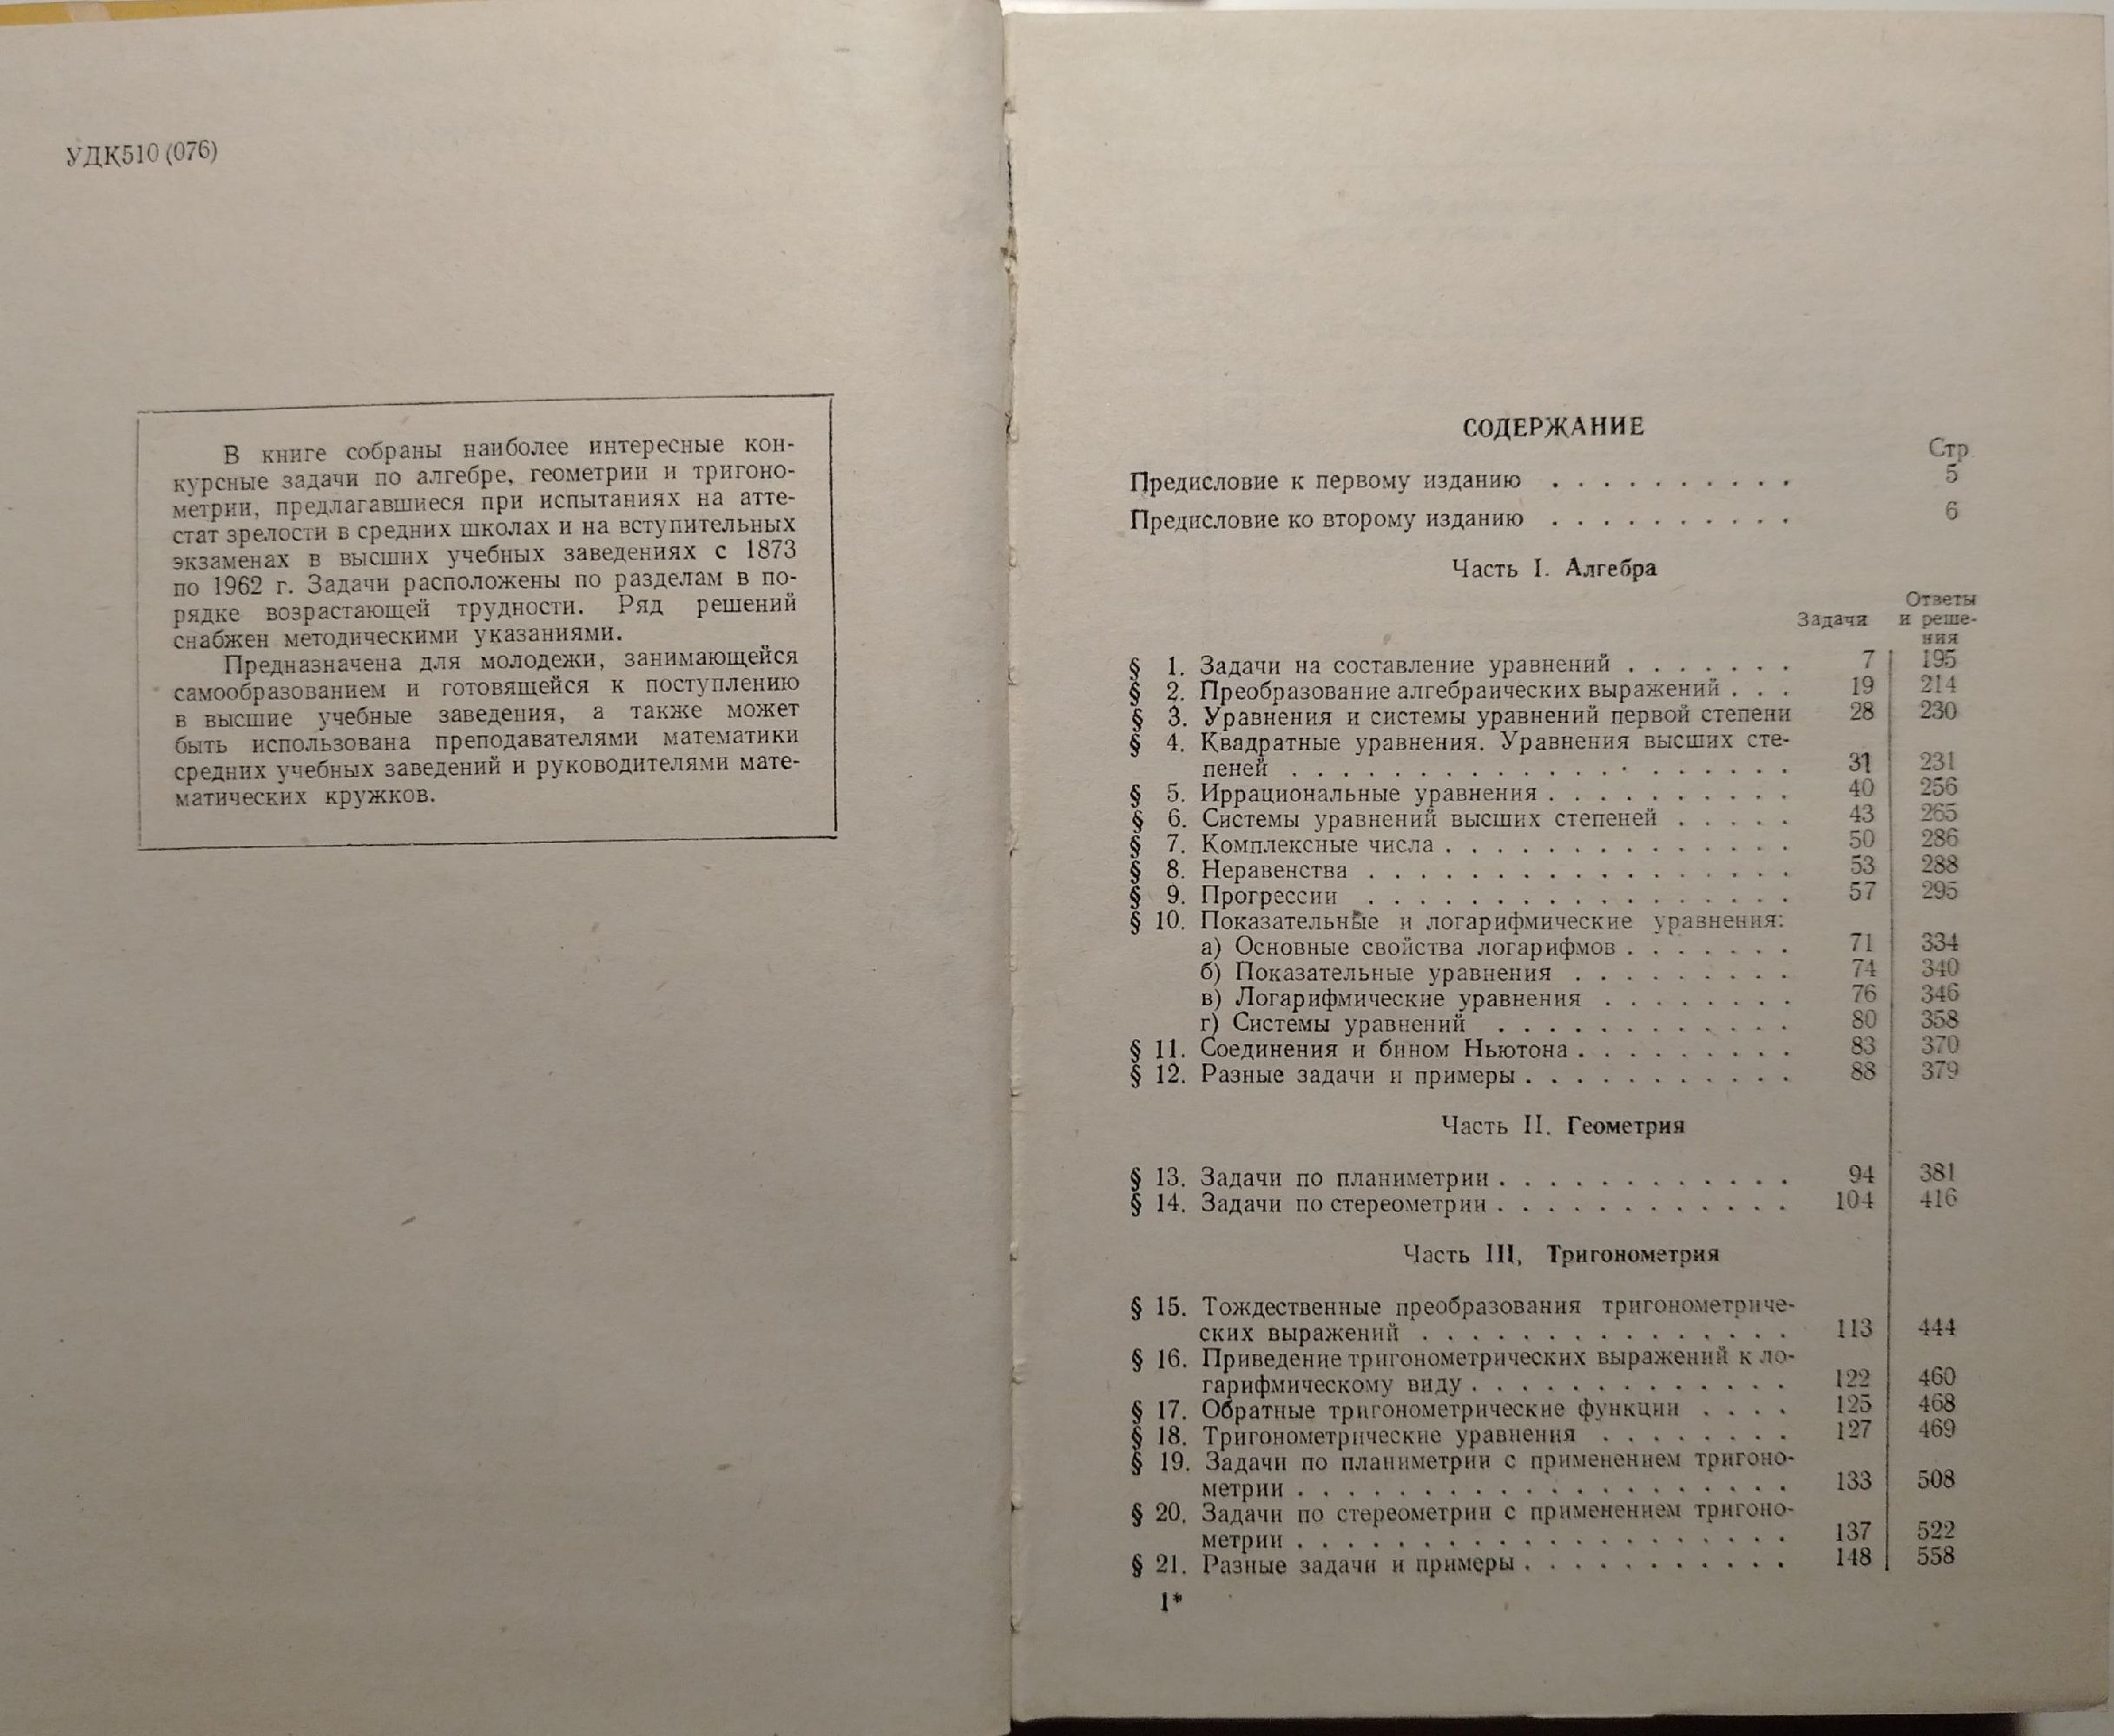 УДК510 (076)
В книге собраны наиболее интересные кон-
курсные задачи по алгебре, геометрии и тригоно-
метрии, предлагавшиеся при испытаниях на атте-
стат зрелости в средних школах и на вступительных
экзаменах в высших учебных заведениях с 1873
по 1962 г. Задачи расположены по разделам в по-
рядке возрастающей трудности. Ряд решений
снабжен методическими указаниями.
Предназначена для молодежи, занимающейся
самообразованием и готовящейся к поступлению
в высшие учебные заведения, а также может
быть использована преподавателями математики
средних учебных заведений и руководителями мате-
матических кружков.
СОДЕРЖАНИЕ
Стр
Предисловие к первому изданию . . . . . . . . . . 5
Предисловие ко второму изданию . . . . . . . . . . 6
Часть I. Алгебра
Задачи Ответы
и реше-
ния
§ 1. Задачи на составление уравнений . . . . . . . 7 195
§ 2. Преобразование алгебраических выражений . . . 19 214
§ 3. Уравнения и системы уравнений первой степени 28 230
§ 4. Квадратные уравнения. Уравнения высших сте-
пеней . . . . . . . . . . . . . . . . . . . . 31 231
§ 5. Иррациональные уравнения . . . . . . . . . . 40 256
§ 6. Системы уравнений высших степеней . . . . . 43 265
§ 7. Комплексные числа . . . . . . . . . . . . . . 50 286
§ 8. Неравенства . . . . . . . . . . . . . . . . . 53 288
§ 9. Прогрессии . . . . . . . . . . . . . . . . . 57 295
§ 10. Показательные и логарифмические уравнения:
а) Основные свойства логарифмов . . . . . . . 71 334
б) Показательные уравнения . . . . . . . . . 74 340
в) Логарифмические уравнения . . . . . . . . 76 346
г) Системы уравнений . . . . . . . . . . . . 80 358
§ 11. Соединения и бином Ньютона . . . . . . . . . 83 370
§ 12. Разные задачи и примеры . . . . . . . . . . . 88 379
Часть II. Геометрия
§ 13. Задачи по планиметрии . . . . . . . . . . . . 94 381
§ 14. Задачи по стереометрии . . . . . . . . . . . . 104 416
Часть III, Тригонометрия
§ 15. Тождественные преобразования тригонометриче-
ских выражений . . . . . . . . . . . . . . . 113 444
§ 16. Приведение тригонометрических выражений к ло-
гарифмическому виду . . . . . . . . . . . . . 122 460
§ 17. Обратные тригонометрические функции . . . . 125 468
§ 18. Тригонометрические уравнения . . . . . . . . 127 469
§ 19. Задачи по планиметрии с применением тригоно-
метрии . . . . . . . . . . . . . . . . . . . . 133 508
§ 20. Задачи по стереометрии с применением тригоно-
метрии . . . . . . . . . . . . . . . . . . . . 137 522
§ 21. Разные задачи и примеры . . . . . . . . . . . 148 558
1*